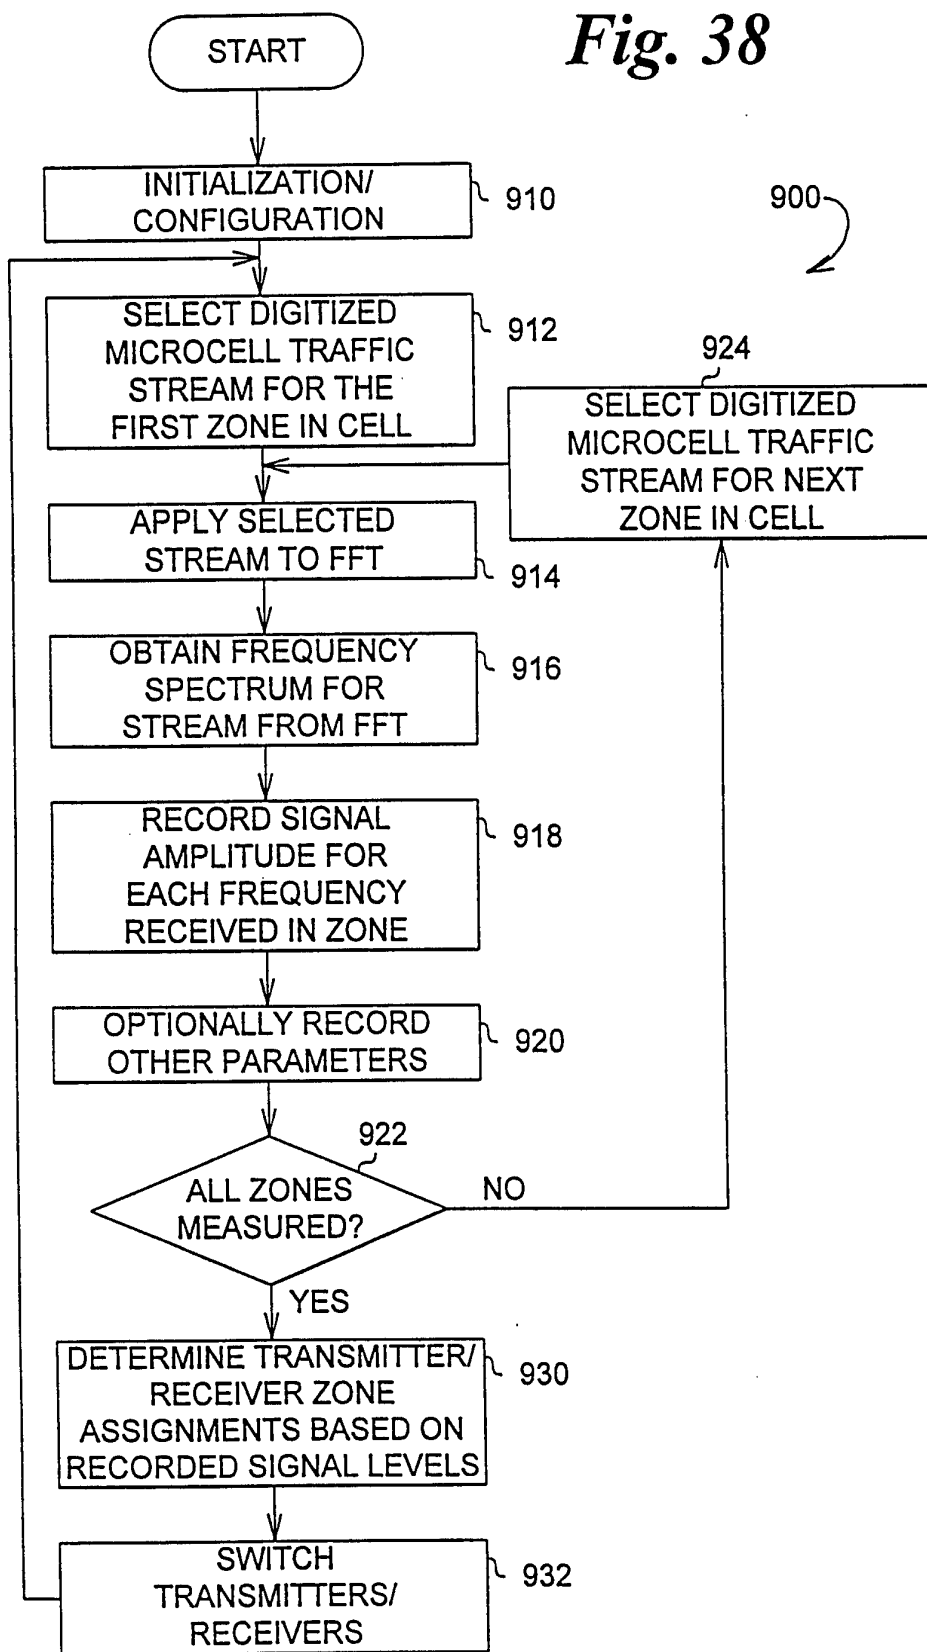 Fig. 38
START
INITIALIZATION/
CONFIGURATION
910
900
SELECT DIGITIZED
MICROCELL TRAFFIC
STREAM FOR THE
FIRST ZONE IN CELL
912
924
SELECT DIGITIZED
MICROCELL TRAFFIC
STREAM FOR NEXT
ZONE IN CELL
APPLY SELECTED
STREAM TO FFT
914
OBTAIN FREQUENCY
SPECTRUM FOR
STREAM FROM FFT
916
RECORD SIGNAL
AMPLITUDE FOR
EACH FREQUENCY
RECEIVED IN ZONE
918
OPTIONALLY RECORD
OTHER PARAMETERS
920
922
ALL ZONES
MEASURED?
NO
YES
DETERMINE TRANSMITTER/
RECEIVER ZONE
ASSIGNMENTS BASED ON
RECORDED SIGNAL LEVELS
930
SWITCH
TRANSMITTERS/
RECEIVERS
932